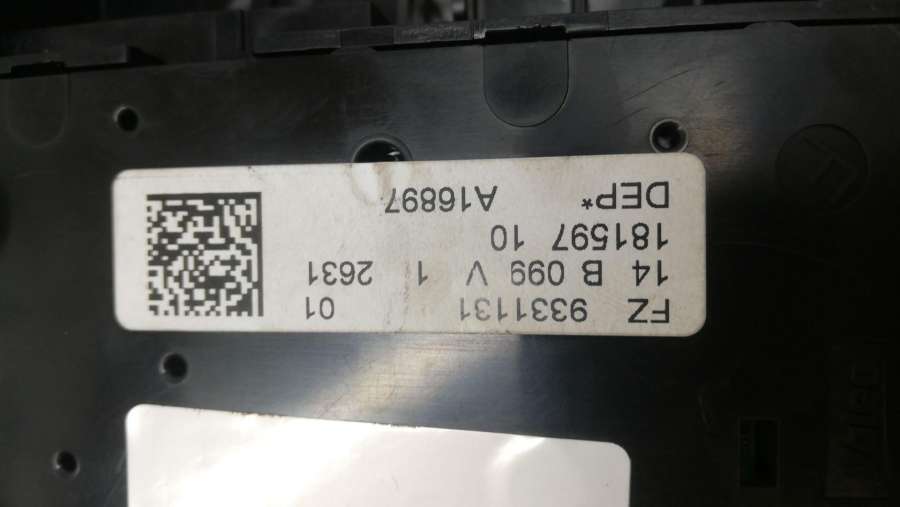 FZ 9331131 01
14 B 099 V 1 2631
181597 10
DEP* A16897